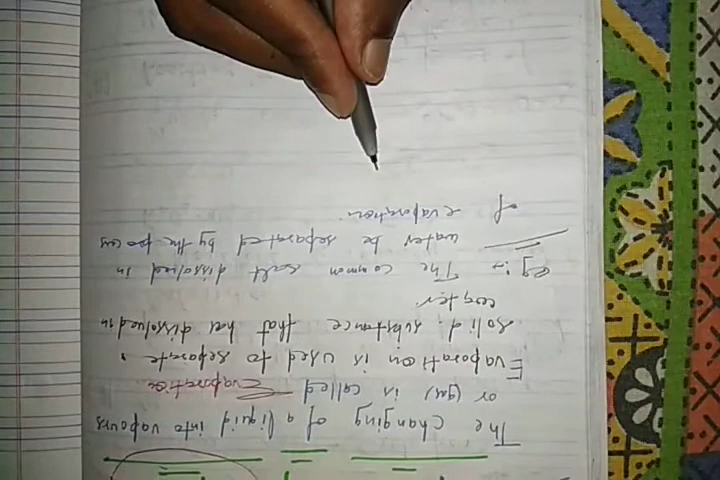 The changing of a liquid into vapours
or (gas) is called Evaporation
Evaporation is used to separate
solid substance that had dissolved in
water.
eg:- The common salt dissolved in
water be separated by the process
of evaporation.